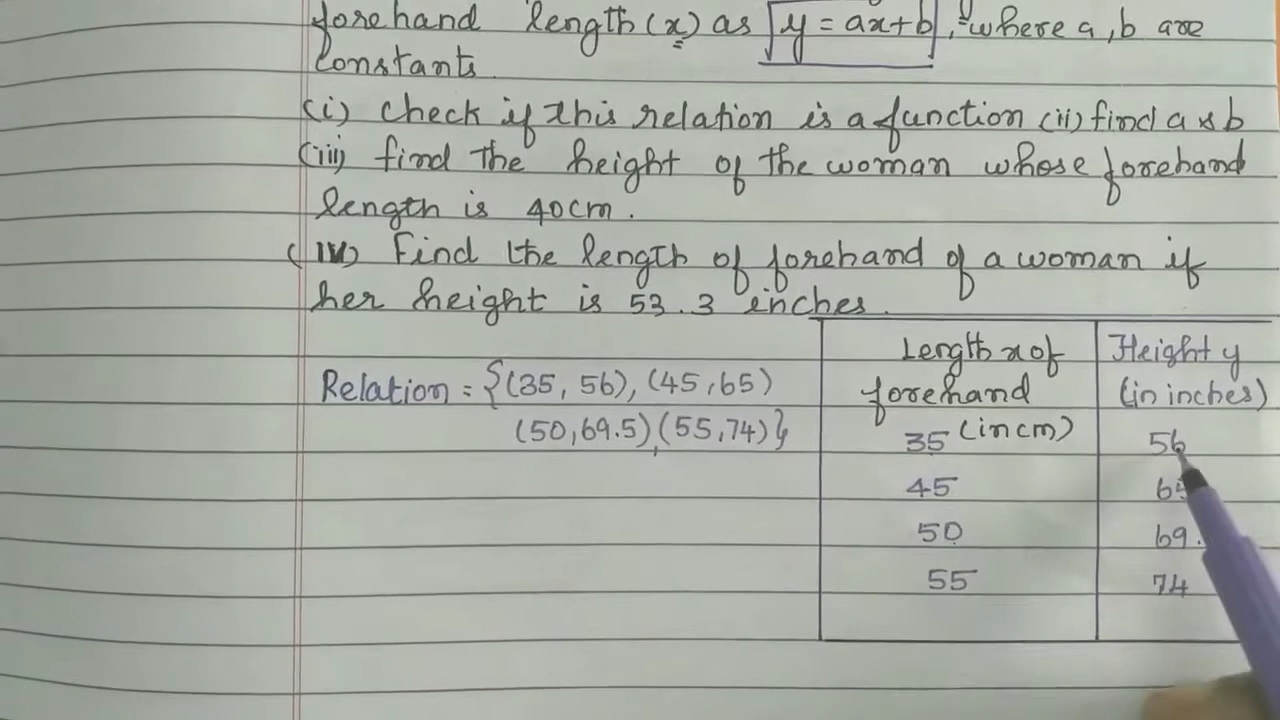 forehand length (x) as y = ax+b, where a, b are
Constants
(i) check if this relation is a function (ii) find a & b
(iii) find the height of the woman whose forehand
length is 40cm.
(iv) Find the length of forehand of a woman if
her height is 53.3 inches.
Relation = {(35, 56), (45, 65)
(50, 69.5), (55, 74)}
Length x of forehand (in cm) Height y (in inches)
35 56
45 65
50 69.
55 74